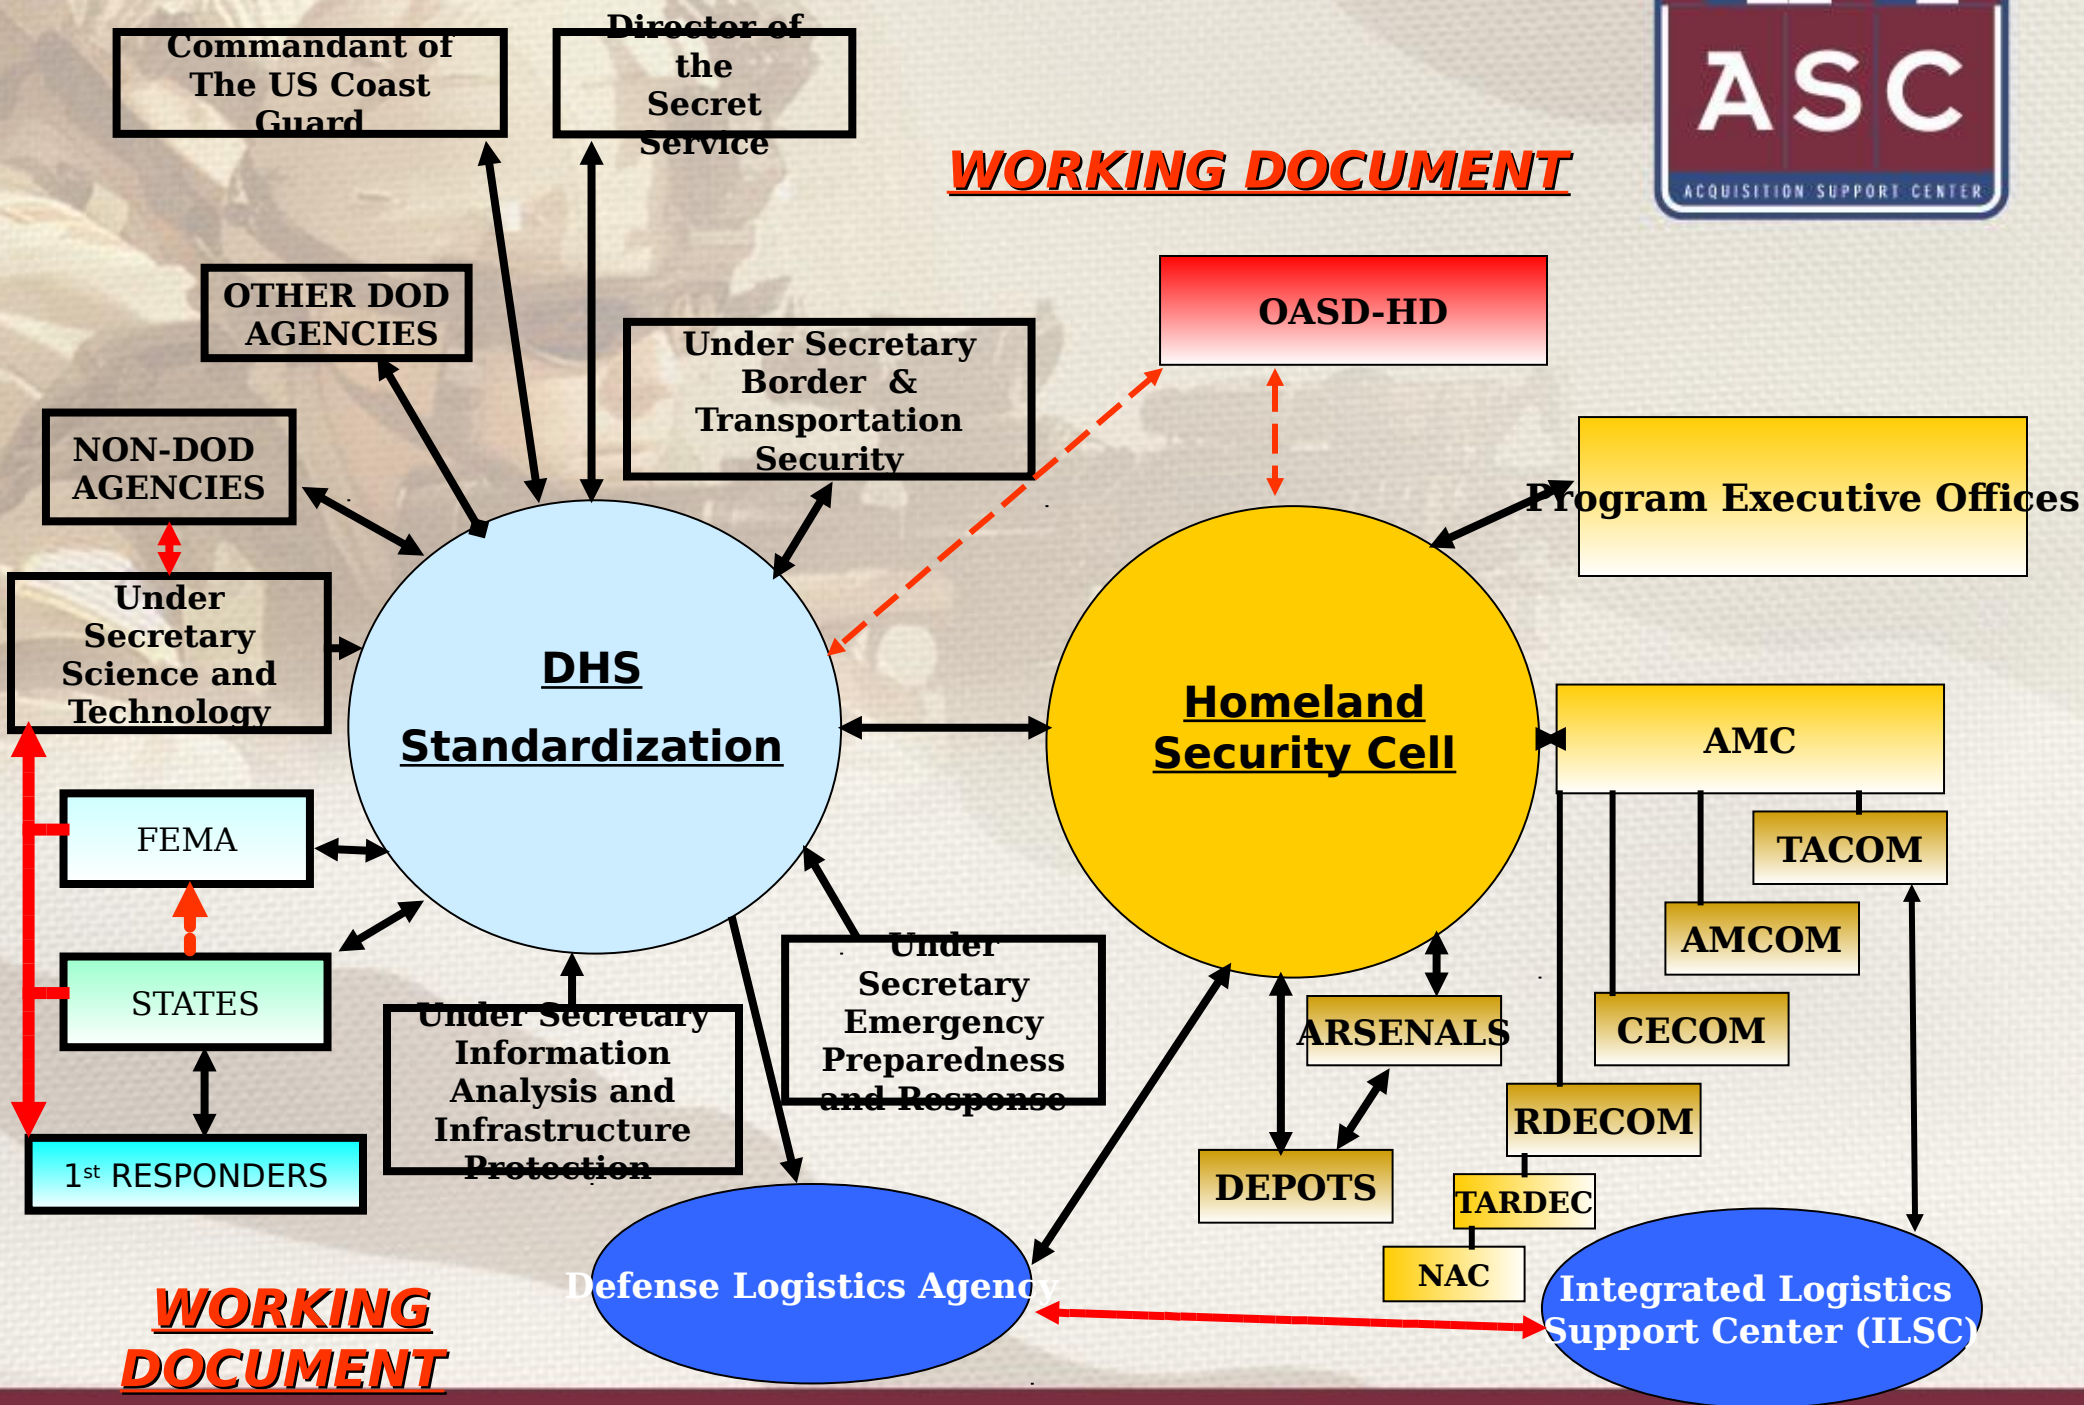 Commandant of
The US Coast
Guard
Director of
the
Secret
Service
ASC
ACQUISITION SUPPORT CENTER
WORKING DOCUMENT
OTHER DOD
AGENCIES
Under Secretary
Border &
Transportation
Security
OASD-HD
NON-DOD
AGENCIES
Program Executive Offices
Under
Secretary
Science and
Technology
DHS
Standardization
Homeland
Security Cell
AMC
FEMA
TACOM
AMCOM
STATES
Under Secretary
Information
Analysis and
Infrastructure
Protection
Under
Secretary
Emergency
Preparedness
and Response
ARSENALS
CECOM
RDECOM
1st RESPONDERS
DEPOTS
TARDEC
NAC
Defense Logistics Agency
Integrated Logistics
Support Center (ILSC)
WORKING
DOCUMENT